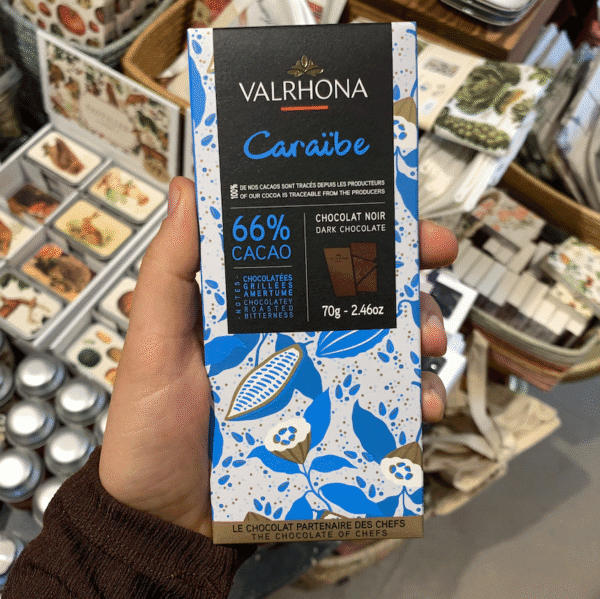 VALRHONA
Caraïbe
100%
DE NOS CACAOS SONT TRACÉS DEPUIS LES PRODUCTEURS
OF OUR COCOA IS TRACEABLE FROM THE PRODUCERS
66%
CACAO
NOTES
CHOCOLATÉES
GRILLÉES
AMERTUME
CHOCOLATEY
ROASTED
BITTERNESS
CHOCOLAT NOIR
DARK CHOCOLATE
70g - 2.46oz
LE CHOCOLAT PARTENAIRE DES CHEFS
THE CHOCOLATE OF CHEFS